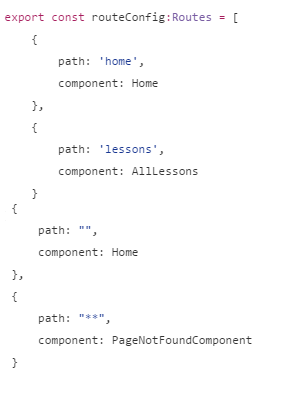 export const routeConfig:Routes = [
{
path: 'home',
component: Home
},
{
path: 'lessons',
component: AllLessons
}
{
path: "",
component: Home
},
{
path: "**",
component: PageNotFoundComponent
}